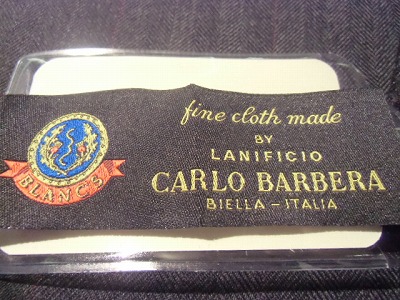 fine cloth made
BY
LANIFICIO
CARLO BARBERA
BIELLA - ITALIA
BLANCS